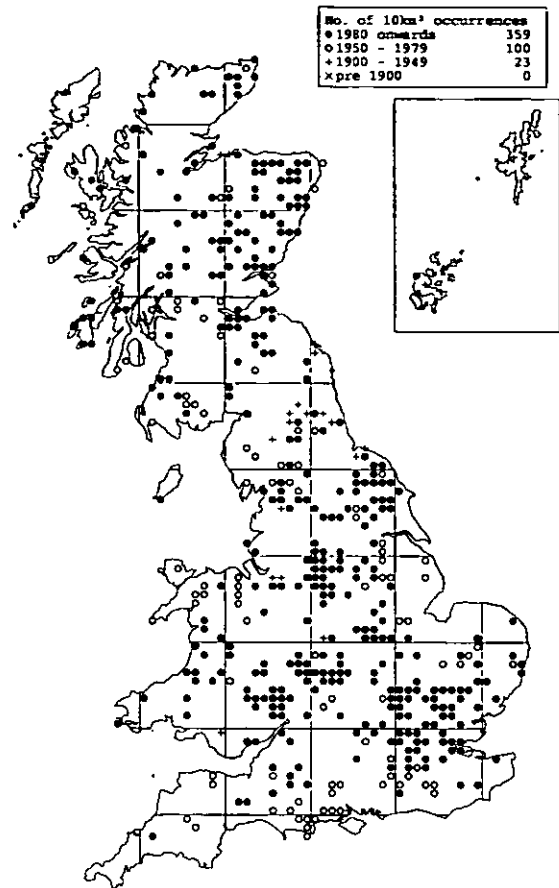 No. of 10km² occurrences
● 1980 onwards 359
○ 1950 - 1979 100
+ 1900 - 1949 23
× pre 1900 0